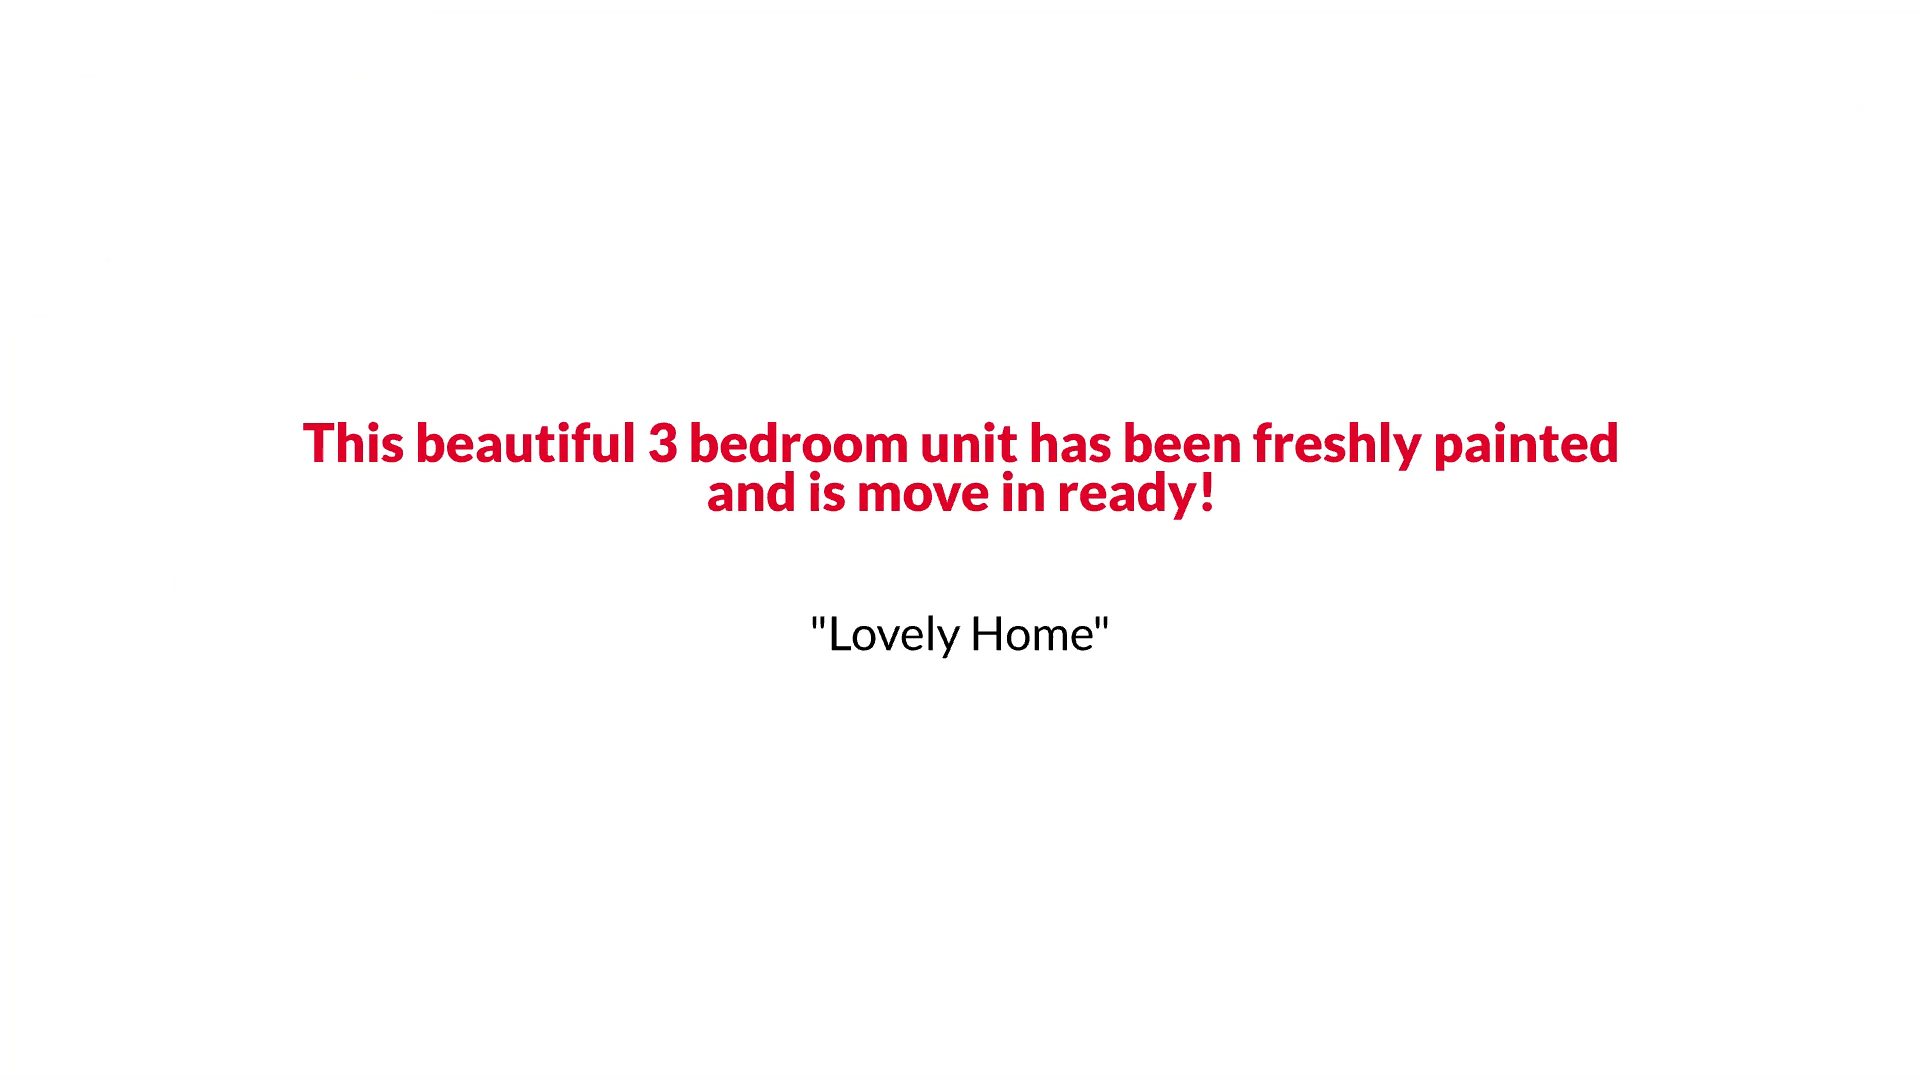 This beautiful 3 bedroom unit has been freshly painted
and is move in ready!
"Lovely Home"